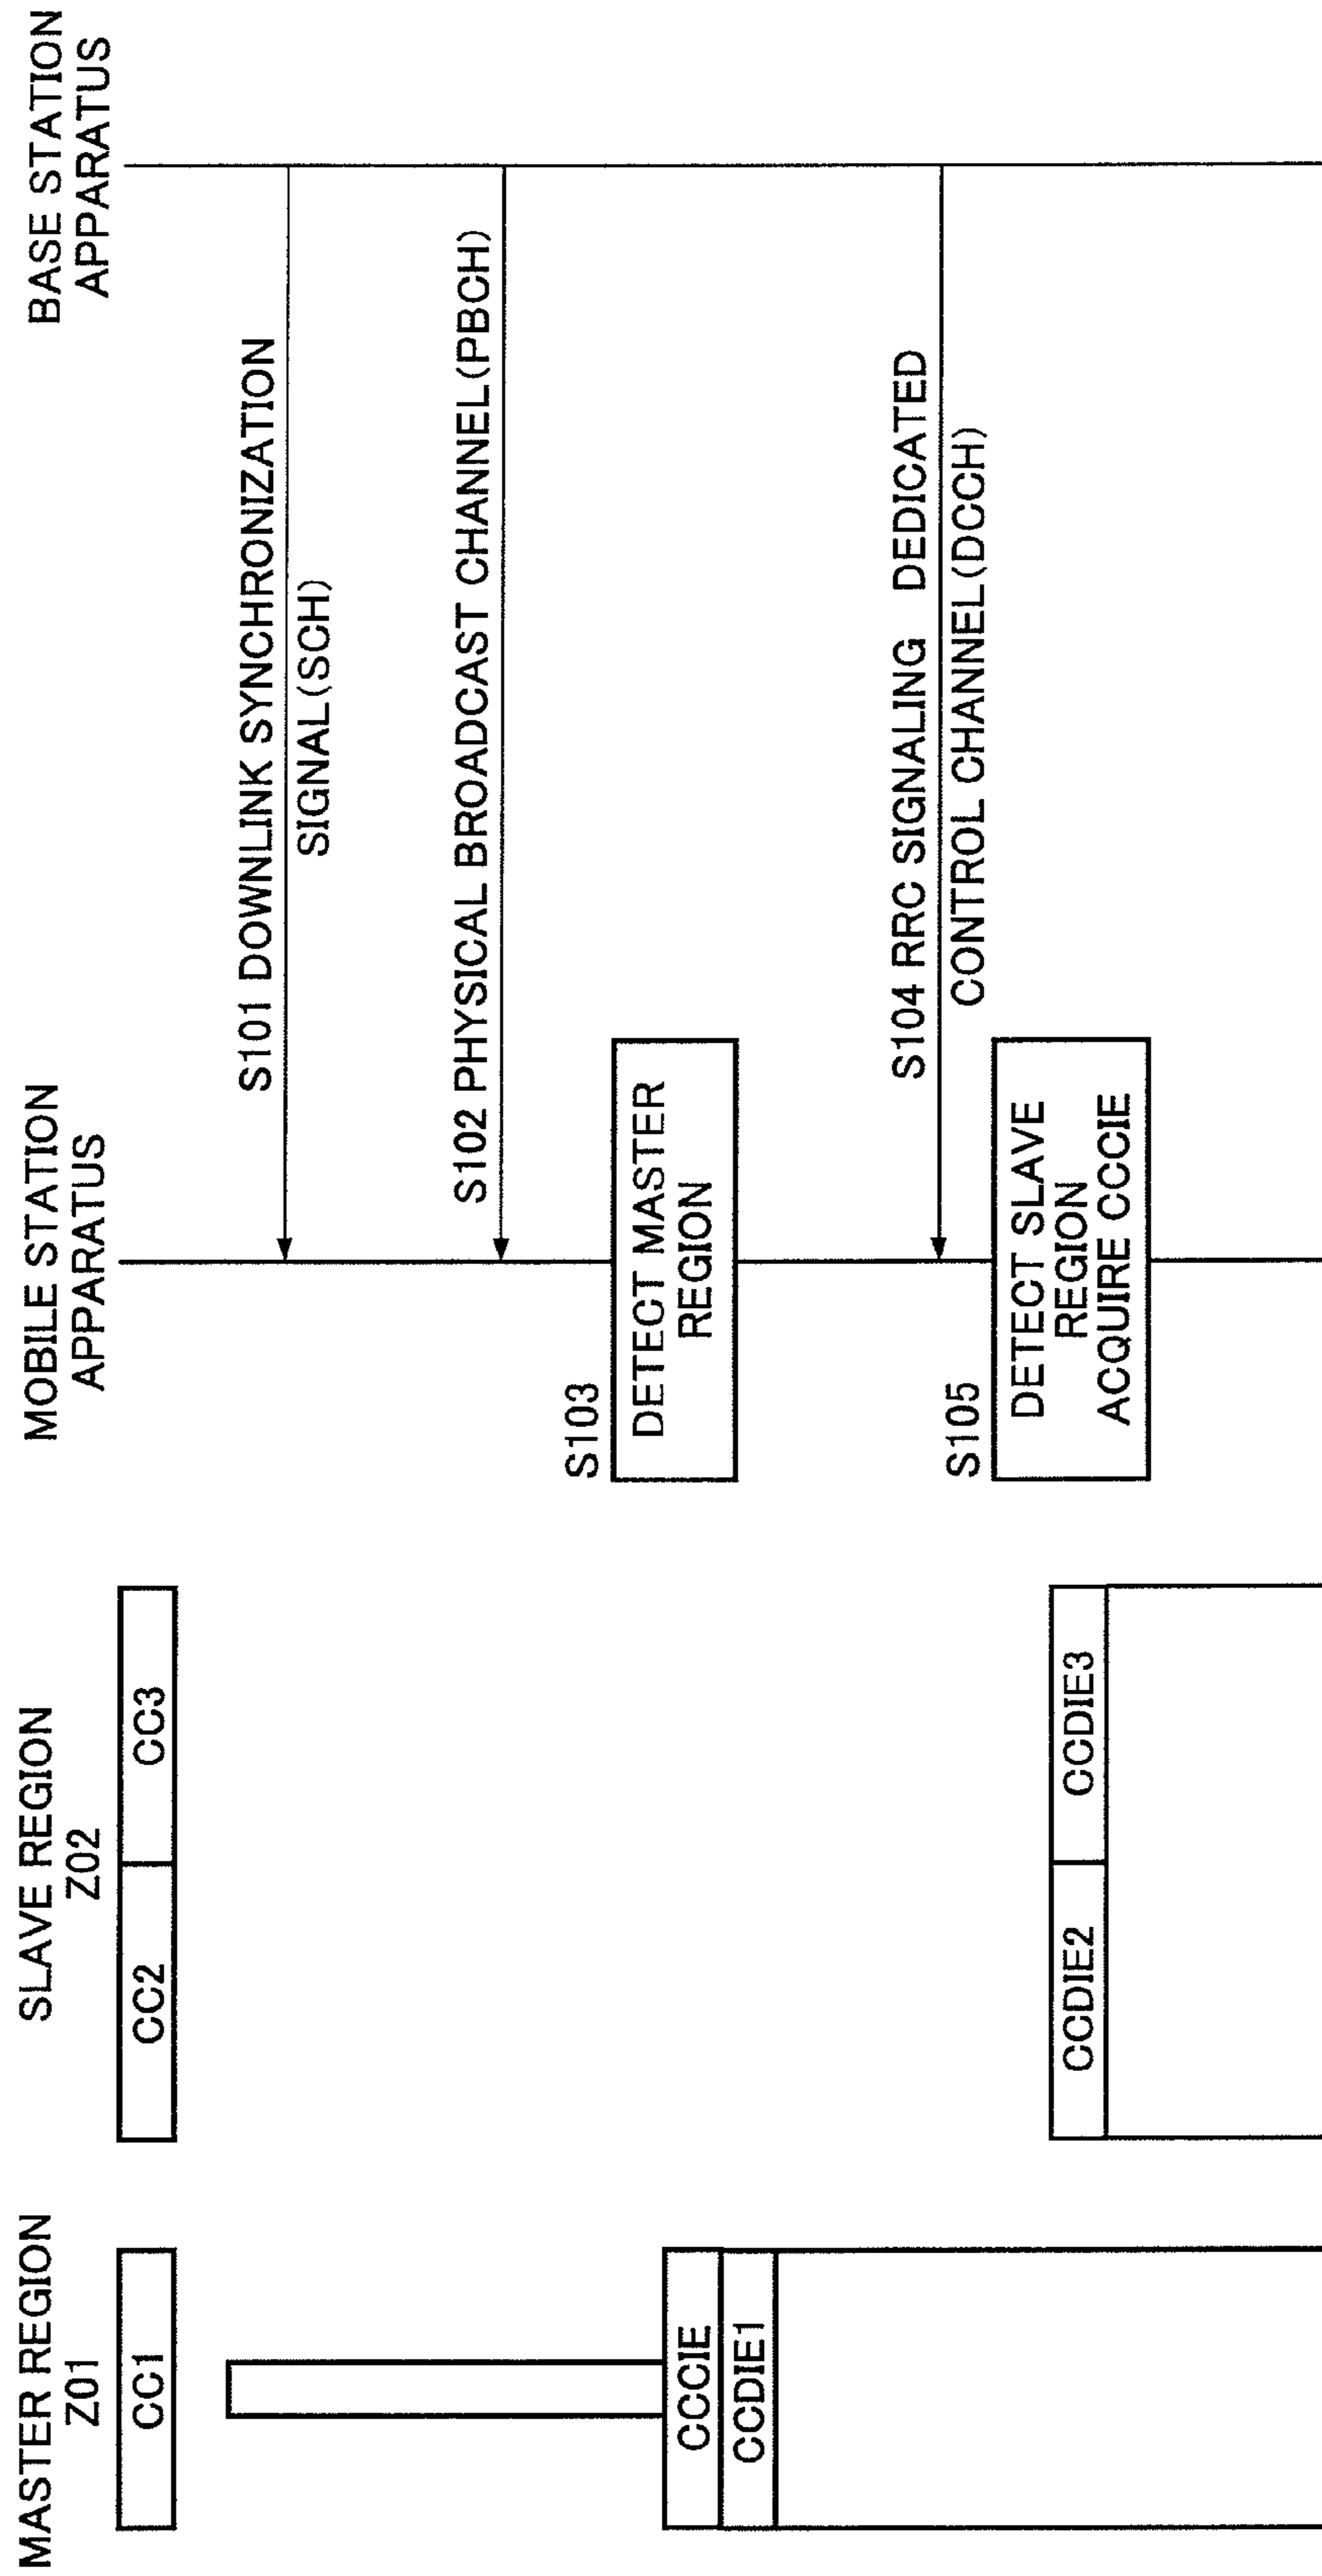 MASTER REGION
Z01
SLAVE REGION
Z02
MOBILE STATION
APPARATUS
BASE STATION
APPARATUS
CC1
CC2
CC3
S101 DOWNLINK SYNCHRONIZATION
SIGNAL(SCH)
S102 PHYSICAL BROADCAST CHANNEL(PBCH)
S103
DETECT MASTER
REGION
CCCIE
CCDIE1
S104 RRC SIGNALING DEDICATED
CONTROL CHANNEL(DCCH)
S105
DETECT SLAVE
REGION
ACQUIRE CCCIE
CCDIE2
CCDIE3